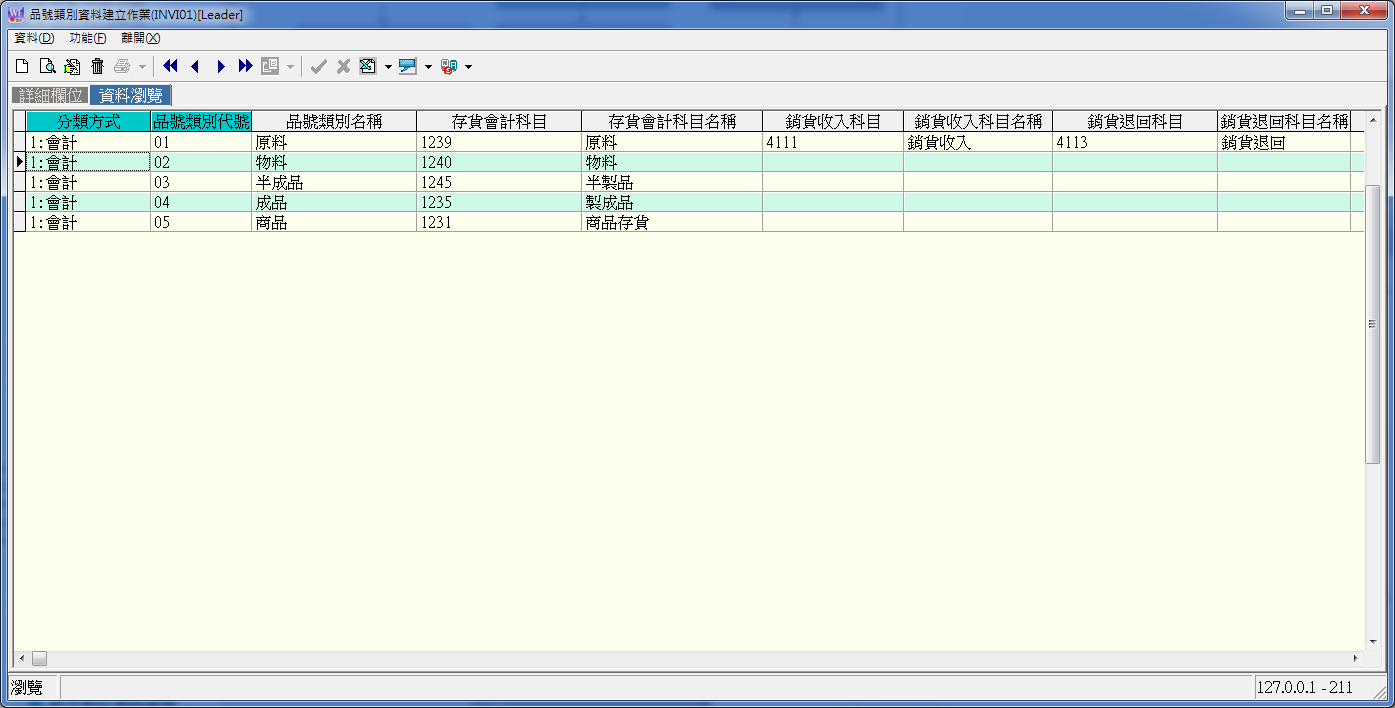 品號類別資料建立作業(INVI01)[Leader]
資料(D) 功能(F) 離開(X)
詳細欄位 資料瀏覽
分類方式 品號類別代號 品號類別名稱 存貨會計科目 存貨會計科目名稱 銷貨收入科目 銷貨收入科目名稱 銷貨退回科目 銷貨退回科目名稱
1:會計 01 原料 1239 原料 4111 銷貨收入 4113 銷貨退回
1:會計 02 物料 1240 物料
1:會計 03 半成品 1245 半製品
1:會計 04 成品 1235 製成品
1:會計 05 商品 1231 商品存貨
瀏覽 127.0.0.1 - 211